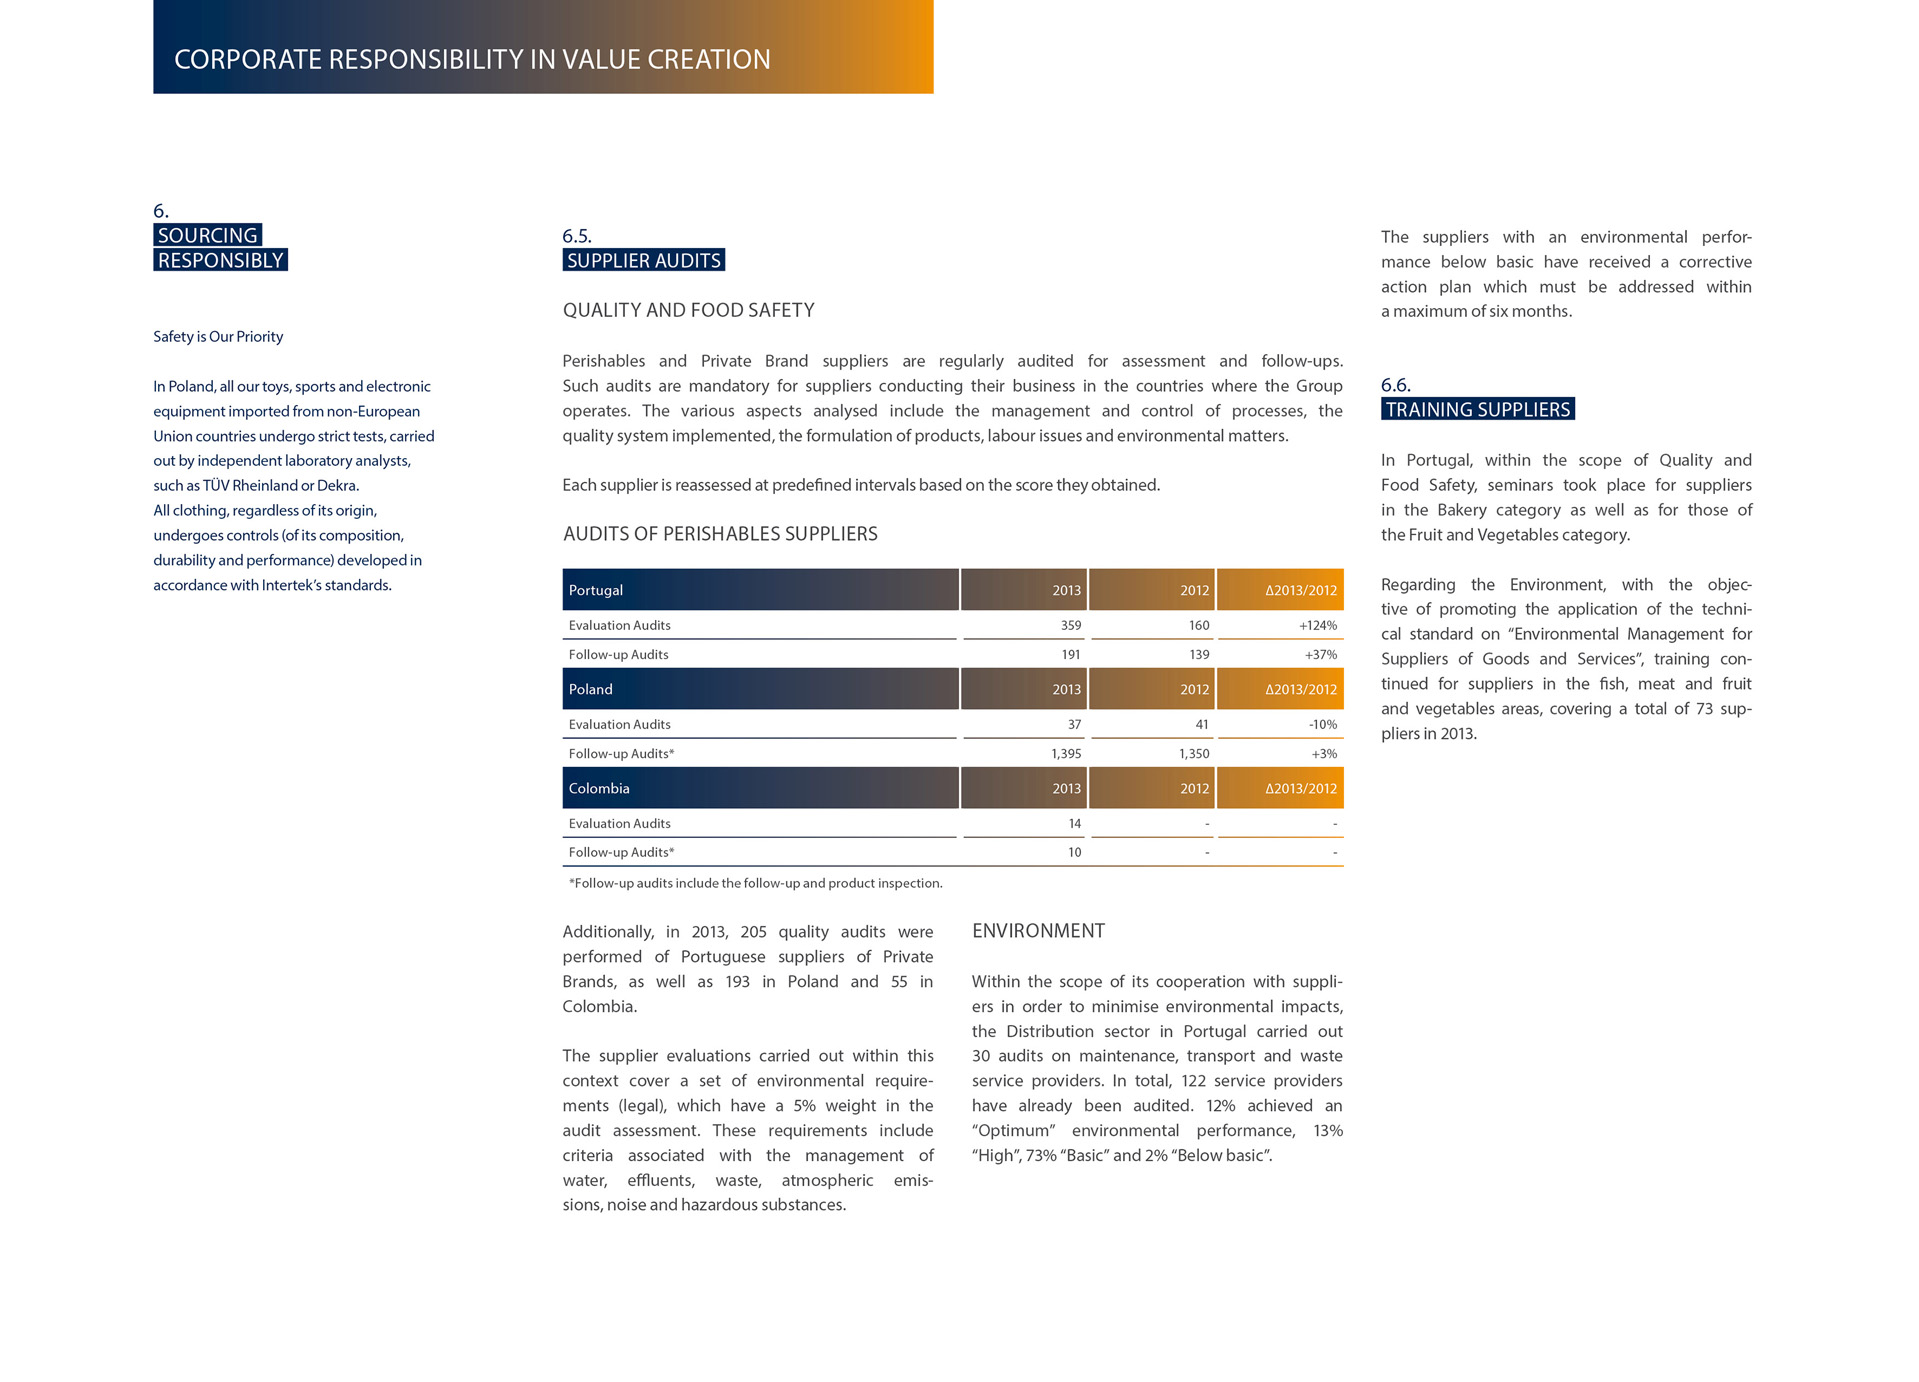 CORPORATE RESPONSIBILITY IN VALUE CREATION
6.
SOURCING
RESPONSIBLY
Safety is Our Priority
In Poland, all our toys, sports and electronic
equipment imported from non-European
Union countries undergo strict tests, carried
out by independent laboratory analysts,
such as TÜV Rheinland or Dekra.
All clothing, regardless of its origin,
undergoes controls (of its composition,
durability and performance) developed in
accordance with Intertek’s standards.
6.5.
SUPPLIER AUDITS
QUALITY AND FOOD SAFETY
Perishables and Private Brand suppliers are regularly audited for assessment and follow-ups.
Such audits are mandatory for suppliers conducting their business in the countries where the Group
operates. The various aspects analysed include the management and control of processes, the
quality system implemented, the formulation of products, labour issues and environmental matters.
Each supplier is reassessed at predefined intervals based on the score they obtained.
AUDITS OF PERISHABLES SUPPLIERS
Portugal 2013 2012 Δ2013/2012
Evaluation Audits 359 160 +124%
Follow-up Audits 191 139 +37%
Poland 2013 2012 Δ2013/2012
Evaluation Audits 37 41 -10%
Follow-up Audits* 1,395 1,350 +3%
Colombia 2013 2012 Δ2013/2012
Evaluation Audits 14 - -
Follow-up Audits* 10 - -
*Follow-up audits include the follow-up and product inspection.
Additionally, in 2013, 205 quality audits were
performed of Portuguese suppliers of Private
Brands, as well as 193 in Poland and 55 in
Colombia.
The supplier evaluations carried out within this
context cover a set of environmental require-
ments (legal), which have a 5% weight in the
audit assessment. These requirements include
criteria associated with the management of
water, effluents, waste, atmospheric emis-
sions, noise and hazardous substances.
ENVIRONMENT
Within the scope of its cooperation with suppli-
ers in order to minimise environmental impacts,
the Distribution sector in Portugal carried out
30 audits on maintenance, transport and waste
service providers. In total, 122 service providers
have already been audited. 12% achieved an
“Optimum” environmental performance, 13%
“High”, 73% “Basic” and 2% “Below basic”.
The suppliers with an environmental perfor-
mance below basic have received a corrective
action plan which must be addressed within
a maximum of six months.
6.6.
TRAINING SUPPLIERS
In Portugal, within the scope of Quality and
Food Safety, seminars took place for suppliers
in the Bakery category as well as for those of
the Fruit and Vegetables category.
Regarding the Environment, with the objec-
tive of promoting the application of the techni-
cal standard on “Environmental Management for
Suppliers of Goods and Services”, training con-
tinued for suppliers in the fish, meat and fruit
and vegetables areas, covering a total of 73 sup-
pliers in 2013.